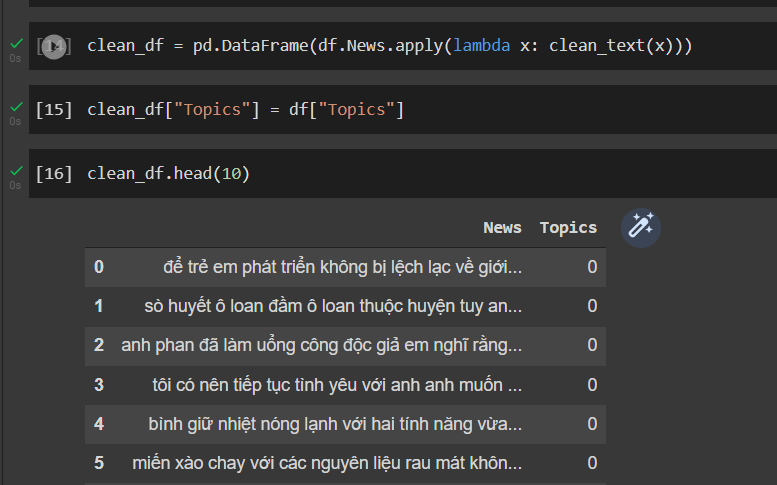 [14] clean_df = pd.DataFrame(df.News.apply(lambda x: clean_text(x)))
0s
[15] clean_df["Topics"] = df["Topics"]
0s
[16] clean_df.head(10)
0s
News Topics
0 để trẻ em phát triển không bị lệch lạc về giới... 0
1 sò huyết ô loan đầm ô loan thuộc huyện tuy an... 0
2 anh phan đã làm uổng công độc giả em nghĩ rằng... 0
3 tôi có nên tiếp tục tình yêu với anh anh muốn ... 0
4 bình giữ nhiệt nóng lạnh với hai tính năng vừa... 0
5 miến xào chay với các nguyên liệu rau mát khôn... 0